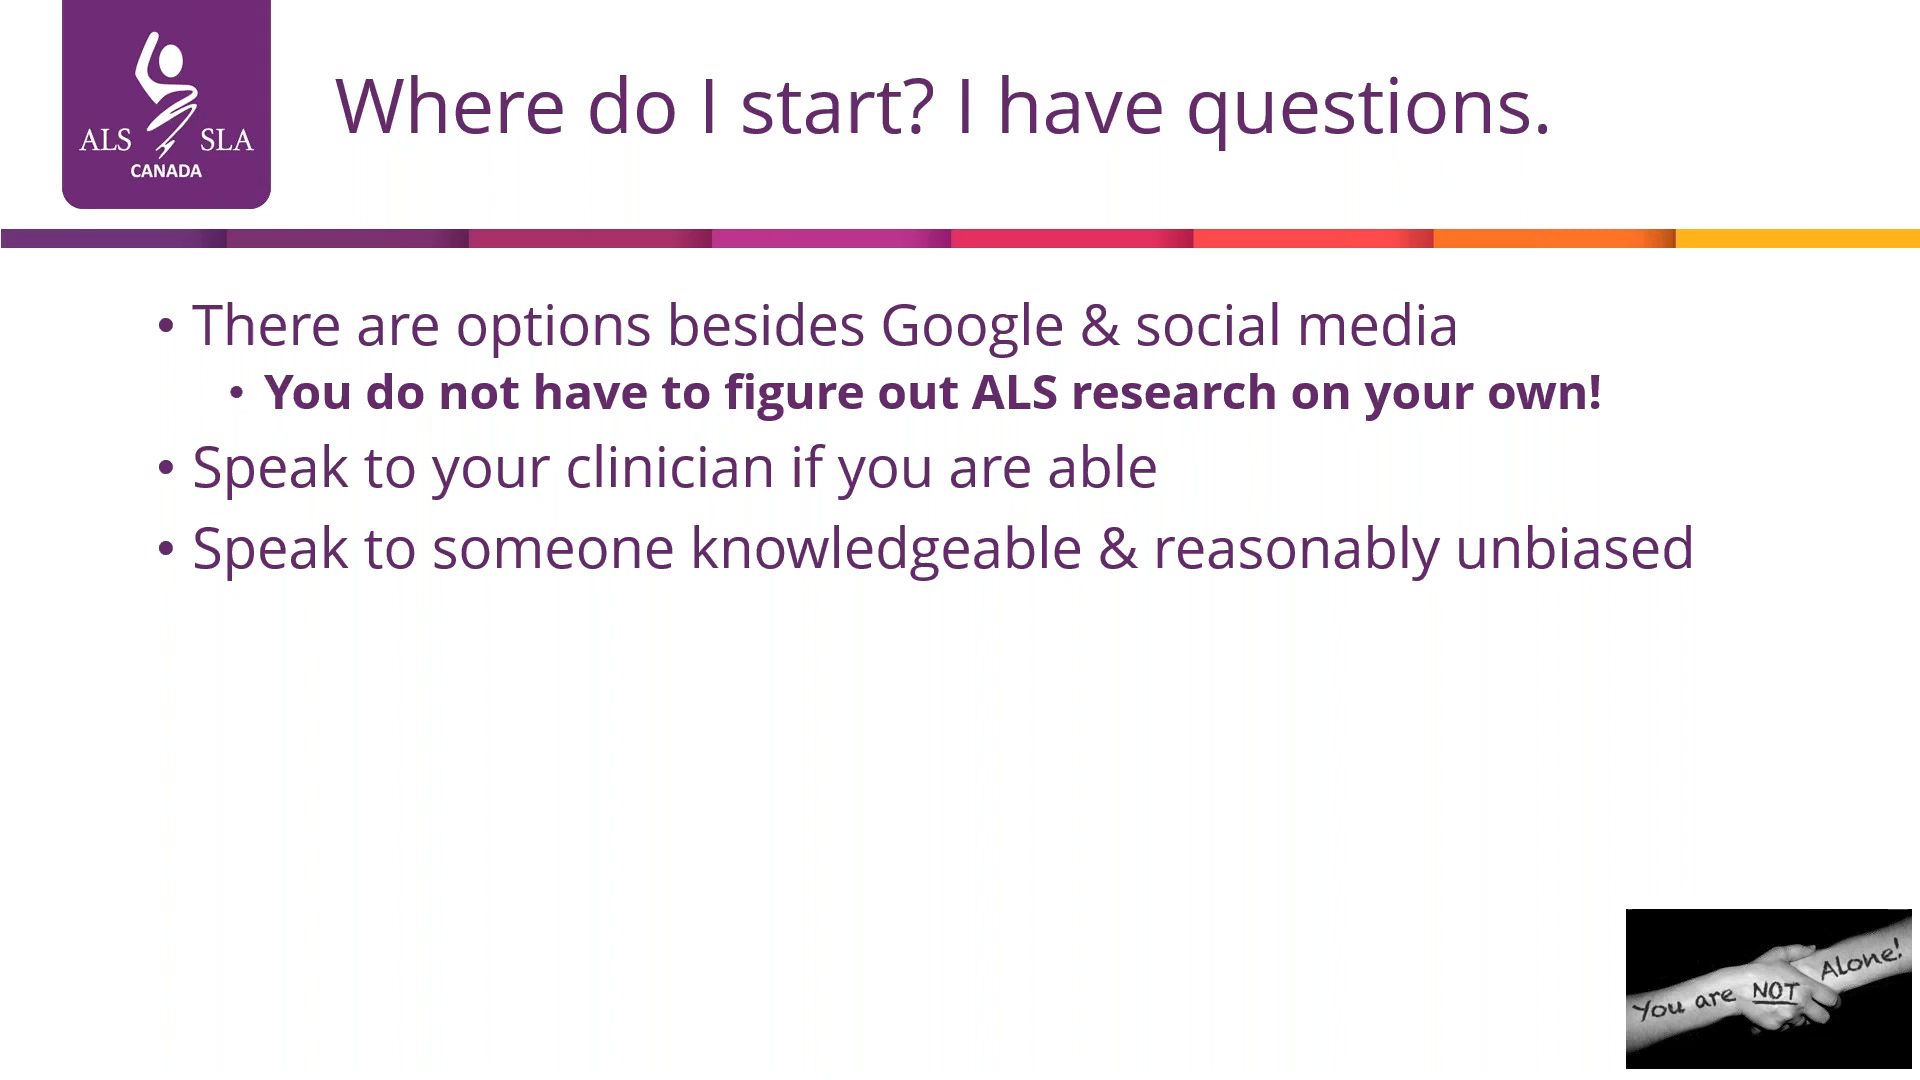 ALS SLA
CANADA
Where do I start? I have questions.
• There are options besides Google & social media
• You do not have to figure out ALS research on your own!
• Speak to your clinician if you are able
• Speak to someone knowledgeable & reasonably unbiased
You are NOT Alone!